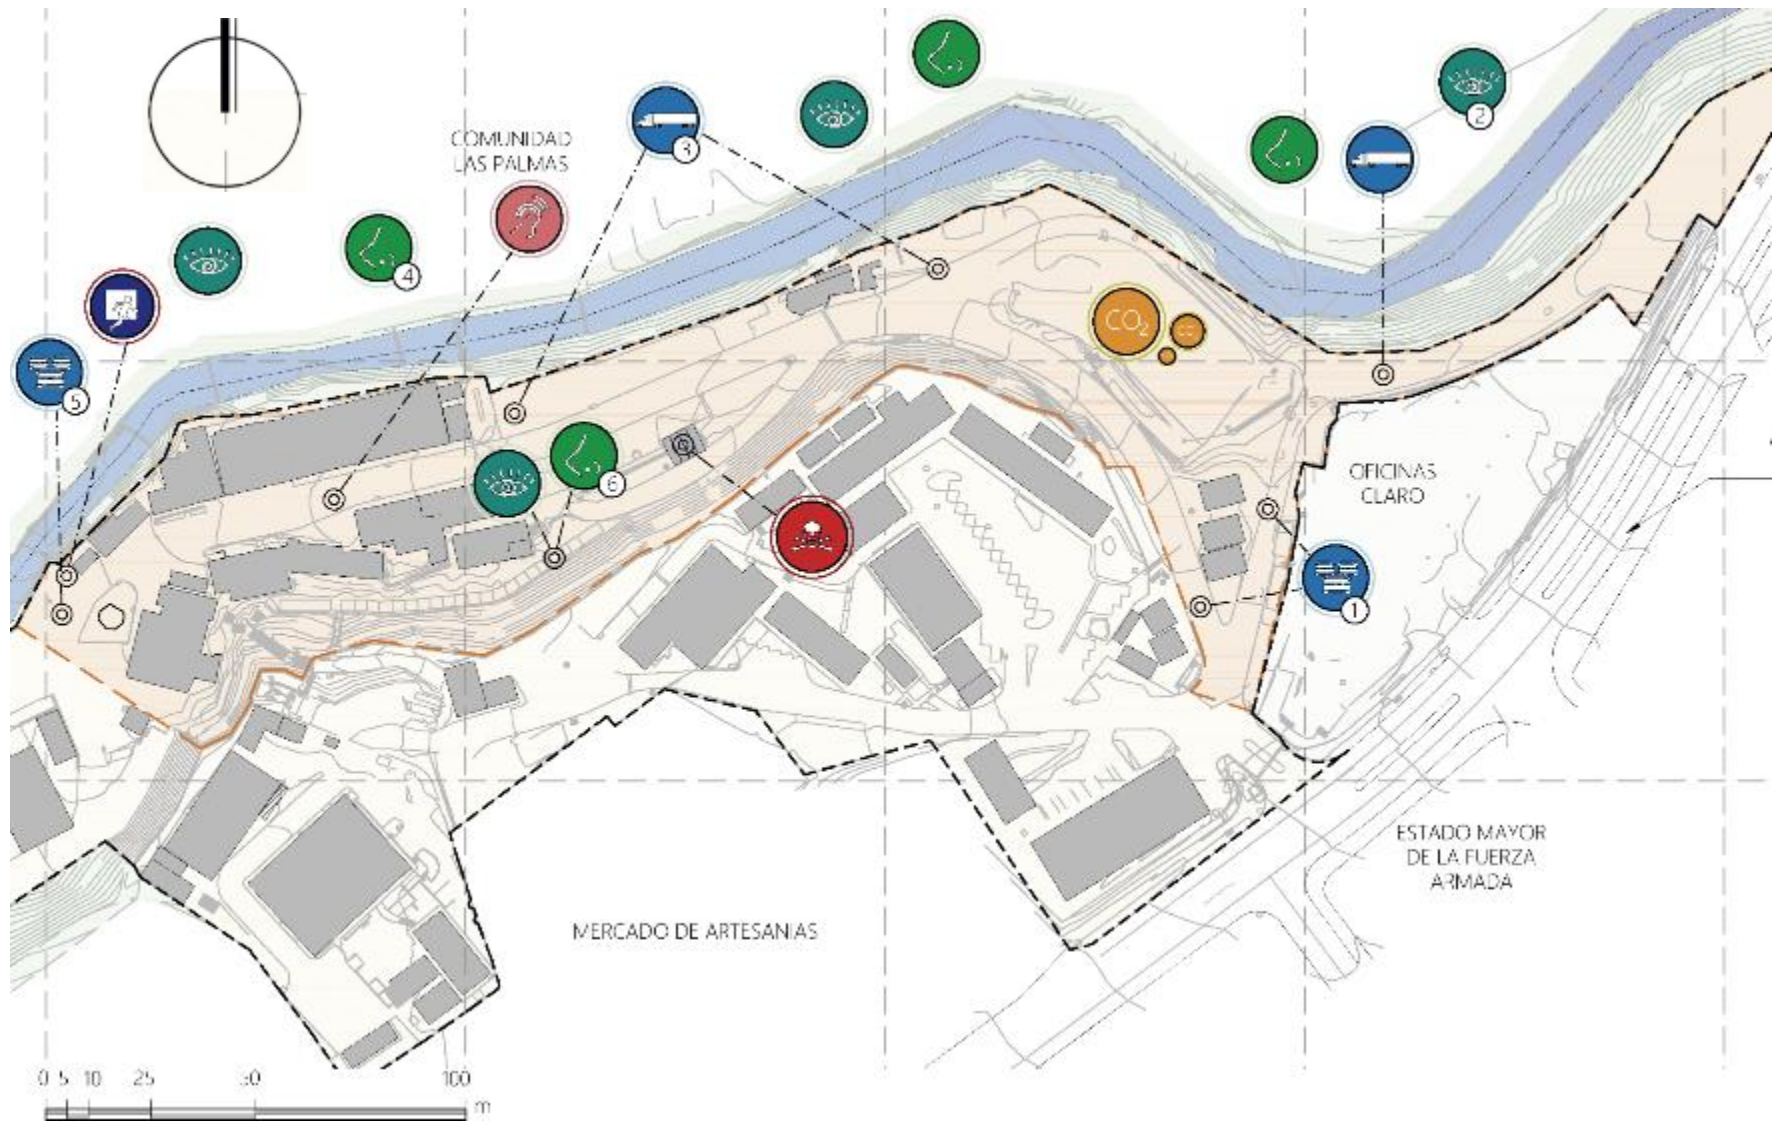 COMUNIDAD
LAS PALMAS
3
2
4
5
CO₂
6
OFICINAS
CLARO
1
ESTADO MAYOR
DE LA FUERZA
ARMADA
MERCADO DE ARTESANIAS
0 5 10 25 50 100
m